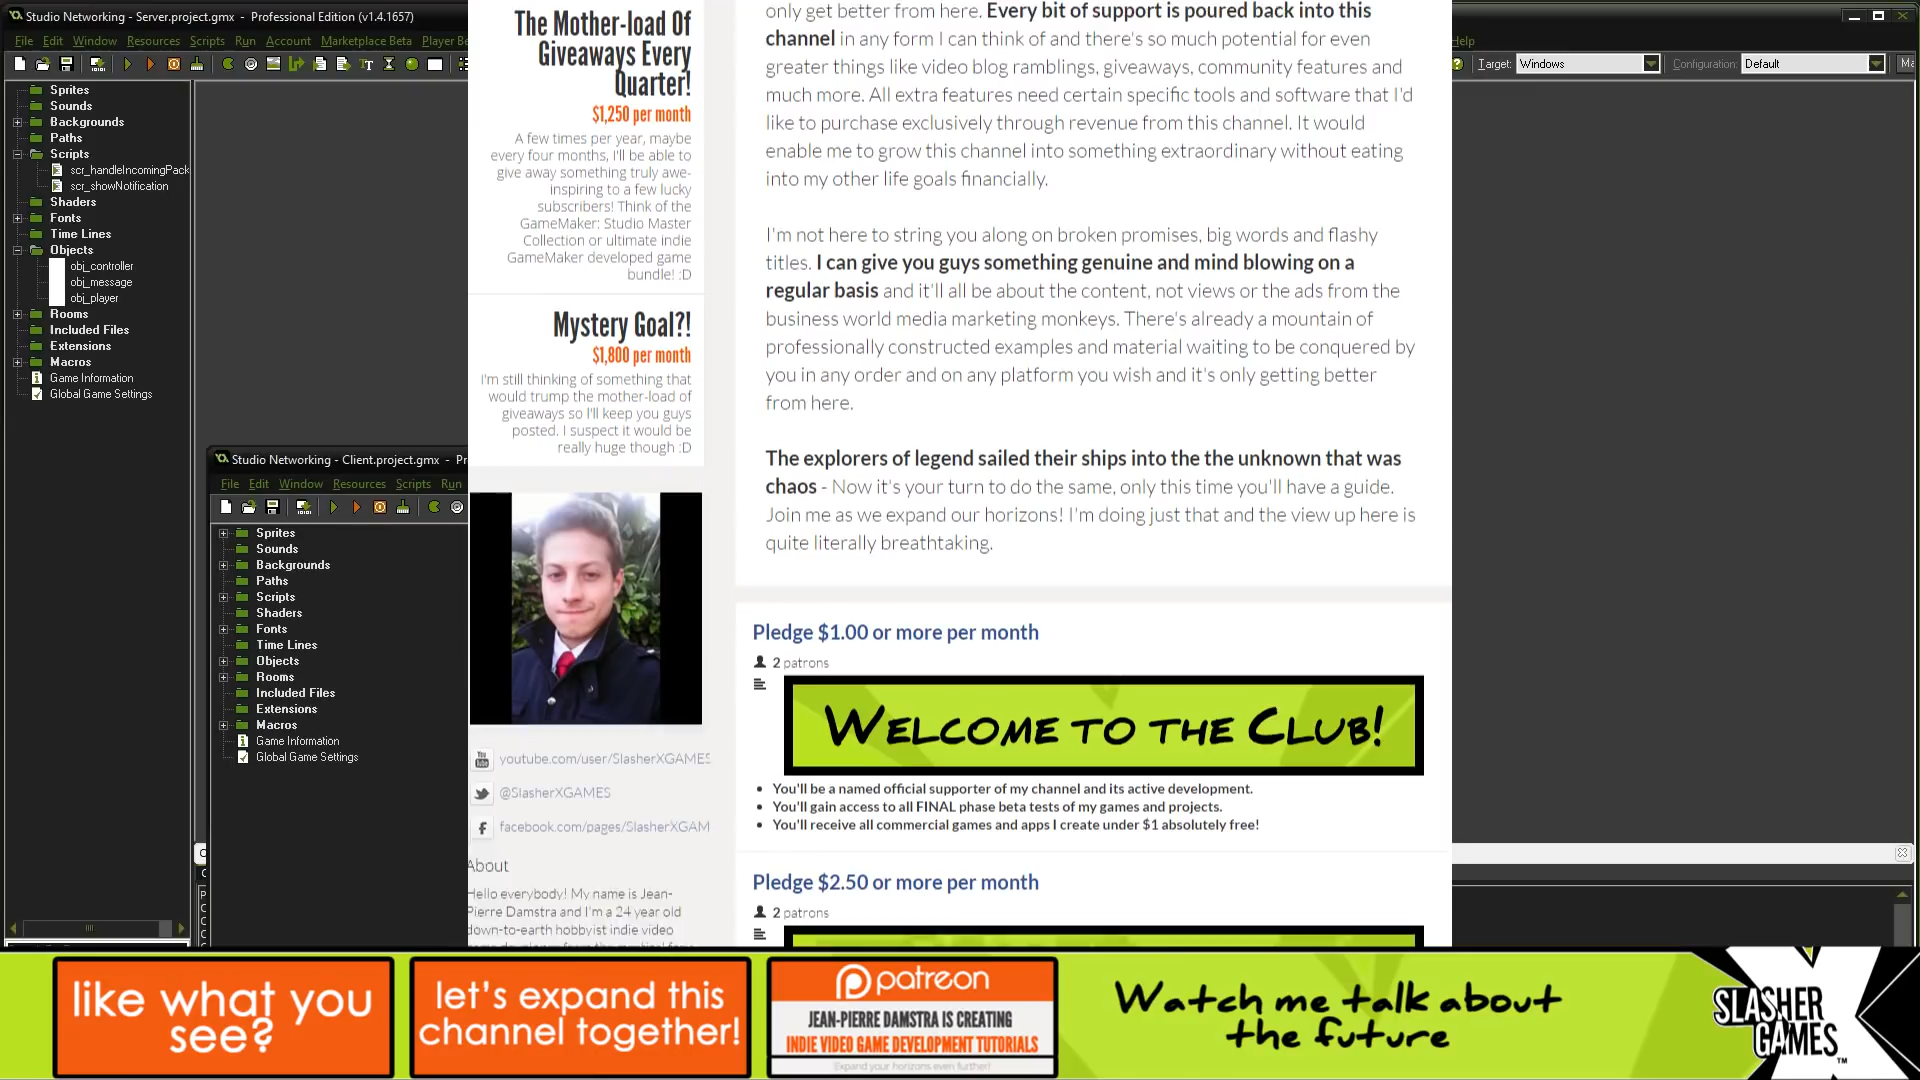 Studio Networking - Server.project.gmx  -  Professional Edition (v1.4.1657)
File Edit Window Resources Scripts Run Account Marketplace Beta Player Be
Help
Target: Windows
Configuration: Default
Ma
Sprites
Sounds
Backgrounds
Paths
Scripts
scr_handleIncomingPack
scr_showNotification
Shaders
Fonts
Time Lines
Objects
obj_controller
obj_message
obj_player
Rooms
Included Files
Extensions
Macros
Game Information
Global Game Settings
Studio Networking - Client.project.gmx  -  Pr
File Edit Window Resources Scripts Run
Sprites
Sounds
Backgrounds
Paths
Scripts
Shaders
Fonts
Time Lines
Objects
Rooms
Included Files
Extensions
Macros
Game Information
Global Game Settings
The Mother-load Of
Giveaways Every
Quarter!
$1,250 per month
A few times per year, maybe
every four months, I'll be able to
give away something truly awe-
inspiring to a few lucky
subscribers! Think of the
GameMaker: Studio Master
Collection or ultimate indie
GameMaker developed game
bundle! :D
Mystery Goal?!
$1,800 per month
I'm still thinking of something that
would trump the mother-load of
giveaways so I'll keep you guys
posted. I suspect it would be
really huge though :D
youtube.com/user/SlasherXGAMES
@SlasherXGAMES
facebook.com/pages/SlasherXGAM
About
Hello everybody! My name is Jean-
Pierre Damstra and I'm a 24 year old
down-to-earth hobbyist indie video
only get better from here. Every bit of support is poured back into this
channel in any form I can think of and there's so much potential for even
greater things like video blog ramblings, giveaways, community features and
much more. All extra features need certain specific tools and software that I'd
like to purchase exclusively through revenue from this channel. It would
enable me to grow this channel into something extraordinary without eating
into my other life goals financially.
I'm not here to string you along on broken promises, big words and flashy
titles. I can give you guys something genuine and mind blowing on a
regular basis and it'll all be about the content, not views or the ads from the
business world media marketing monkeys. There's already a mountain of
professionally constructed examples and material waiting to be conquered by
you in any order and on any platform you wish and it's only getting better
from here.
The explorers of legend sailed their ships into the the unknown that was
chaos - Now it's your turn to do the same, only this time you'll have a guide.
Join me as we expand our horizons! I'm doing just that and the view up here is
quite literally breathtaking.
Pledge $1.00 or more per month
2 patrons
Welcome to the Club!
You'll be a named official supporter of my channel and its active development.
You'll gain access to all FINAL phase beta tests of my games and projects.
You'll receive all commercial games and apps I create under $1 absolutely free!
Pledge $2.50 or more per month
2 patrons
like what you
see?
let's expand this
channel together!
patreon
JEAN-PIERRE DAMSTRA IS CREATING
INDIE VIDEO GAME DEVELOPMENT TUTORIALS
Expand your horizons even further!
Watch me talk about
the future
SLASHER
GAMES